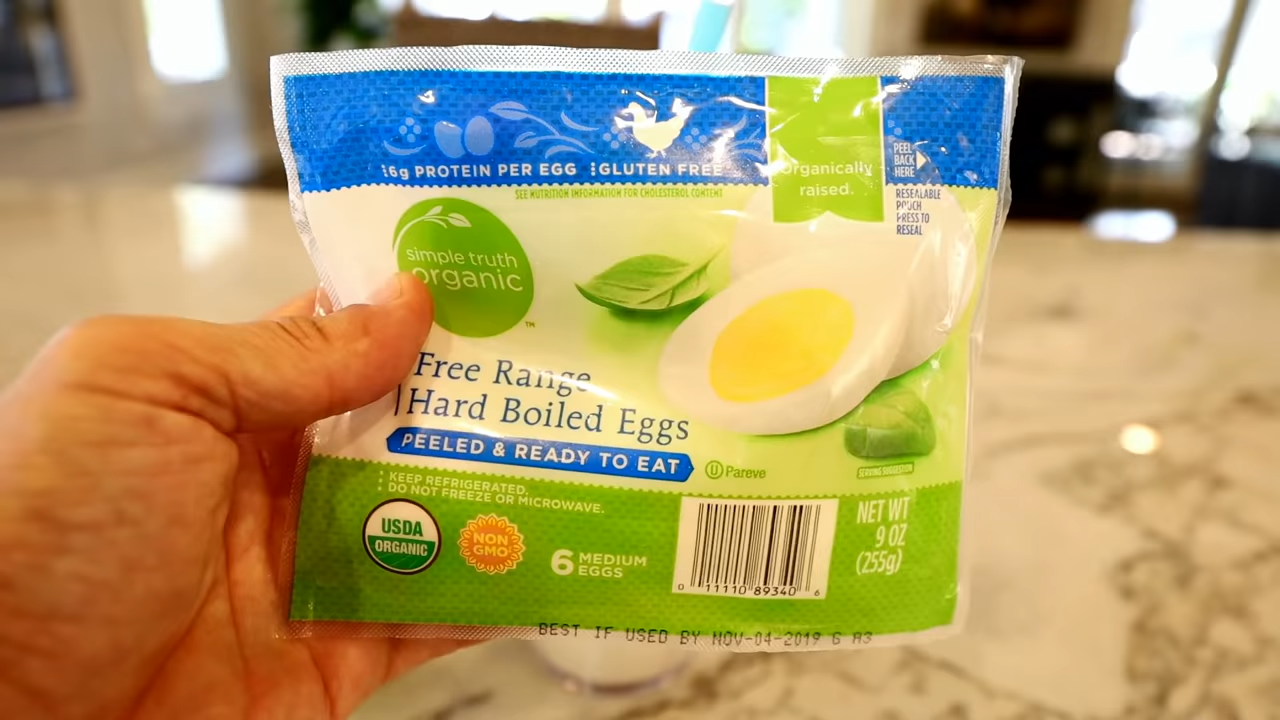 6g PROTEIN PER EGG
GLUTEN FREE
SEE NUTRITION INFORMATION FOR CHOLESTEROL CONTENT
Organically
raised.
PEEL
BACK
HERE
RESEALABLE
POUCH
PRESS TO
RESEAL
simple truth
organic
™
Free Range
Hard Boiled Eggs
PEELED & READY TO EAT
U Pareve
SERVING SUGGESTION
KEEP REFRIGERATED.
DO NOT FREEZE OR MICROWAVE.
USDA
ORGANIC
NON
GMO
6 MEDIUM
EGGS
0 11110 89340 6
NET WT
9 OZ
(255g)
BEST IF USED BY NOV-04-2019 6 A3